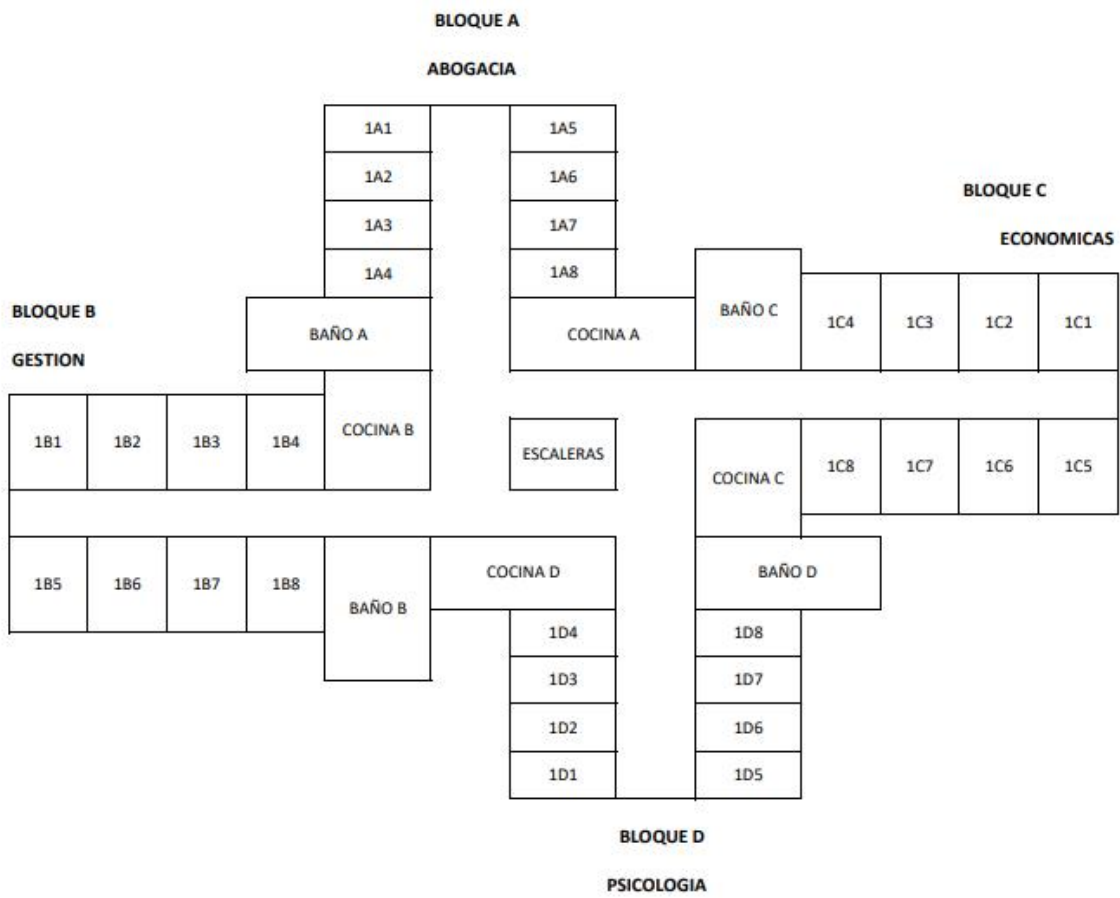 BLOQUE A
ABOGACIA
1A1
1A5
1A2
1A6
BLOQUE C
1A3
1A7
ECONOMICAS
1A4
1A8
BLOQUE B
BAÑO A
COCINA A
BAÑO C
1C4
1C3
1C2
1C1
GESTION
1B1
1B2
1B3
1B4
COCINA B
ESCALERAS
COCINA C
1C8
1C7
1C6
1C5
1B5
1B6
1B7
1B8
BAÑO B
COCINA D
BAÑO D
1D4
1D8
1D3
1D7
1D2
1D6
1D1
1D5
BLOQUE D
PSICOLOGIA